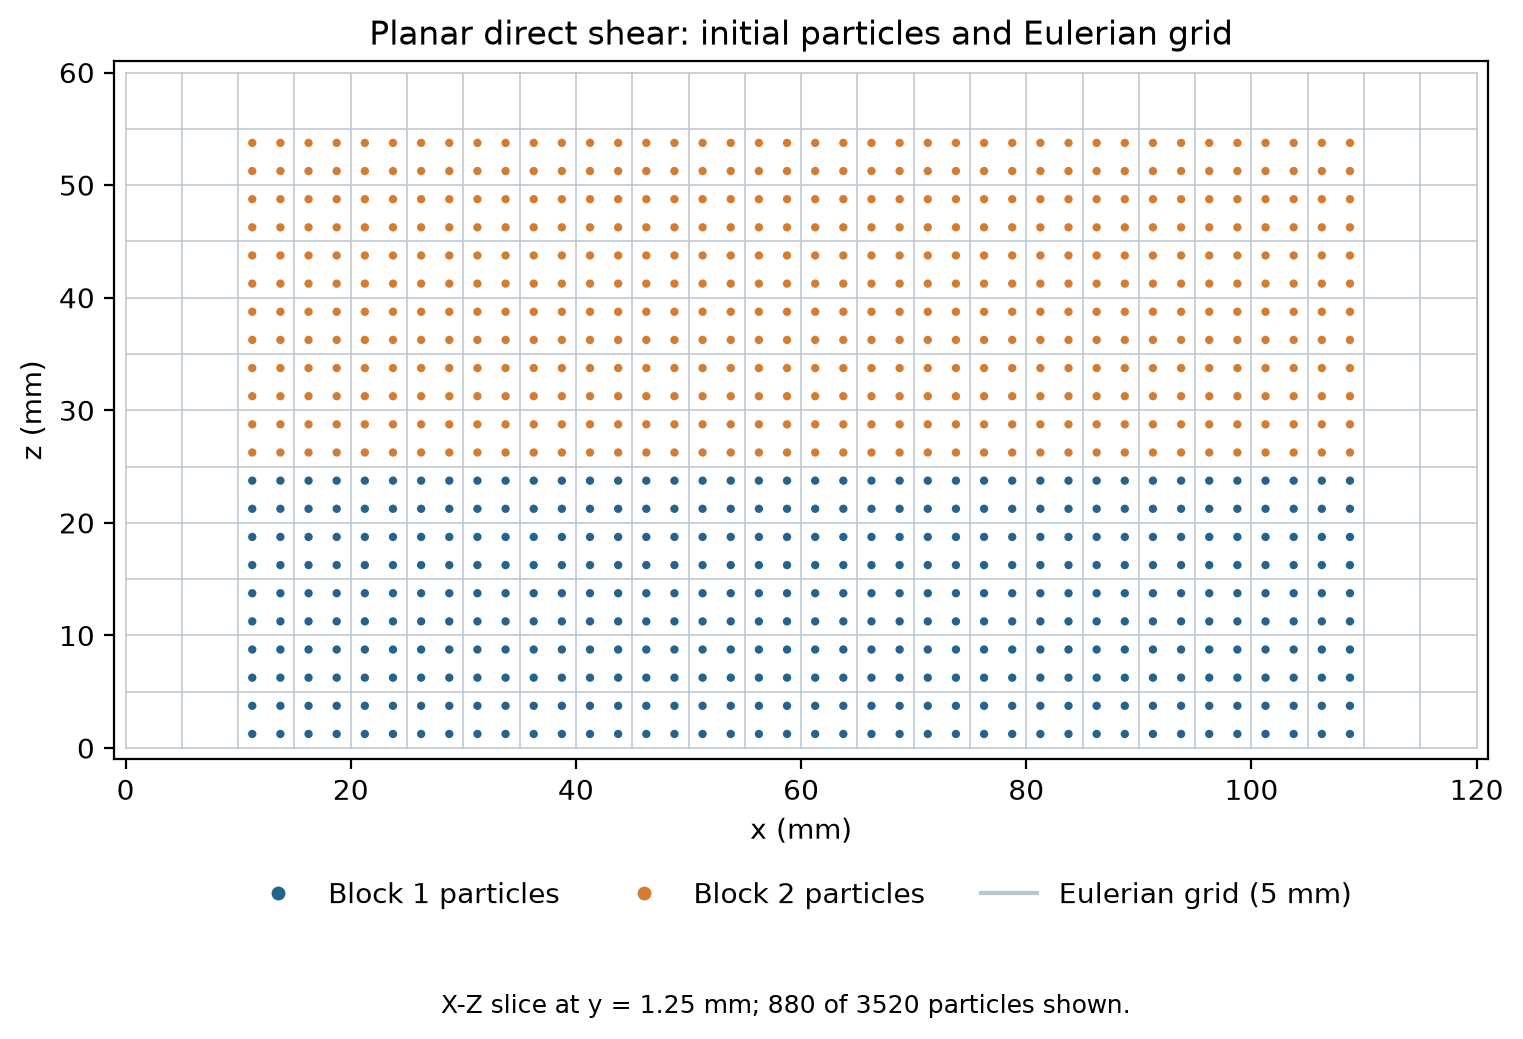 Planar direct shear: initial particles and Eulerian grid
60
50
40
30
20
10
0
z (mm)
0 20 40 60 80 100 120
x (mm)
Block 1 particles Block 2 particles Eulerian grid (5 mm)
X-Z slice at y = 1.25 mm; 880 of 3520 particles shown.